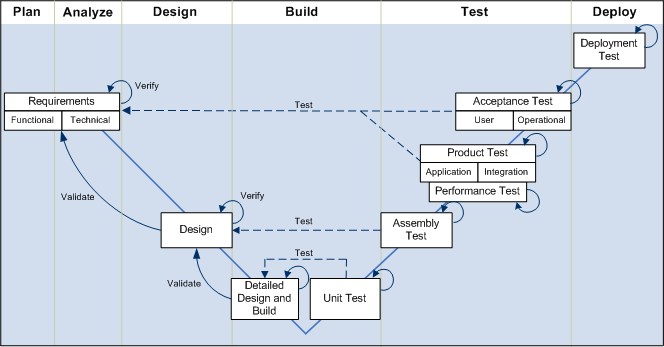 Plan Analyze Design Build Test Deploy
Deployment
Test
Verify
Requirements
Functional Technical
Test
Acceptance Test
User Operational
Product Test
Application Integration
Performance Test
Validate
Verify
Design
Test
Assembly
Test
Test
Validate
Detailed
Design and
Build
Unit Test